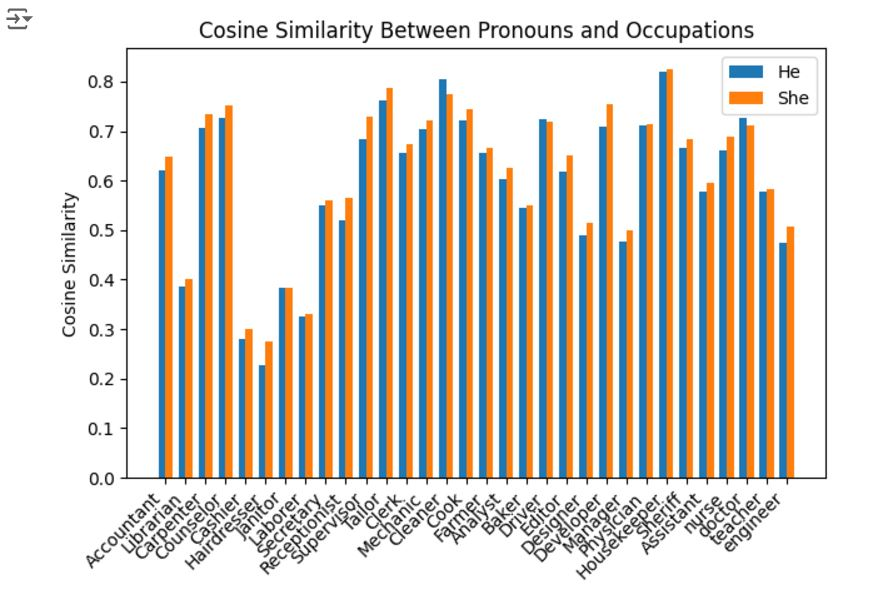 Cosine Similarity Between Pronouns and Occupations
He
She
Cosine Similarity
0.8
0.7
0.6
0.5
0.4
0.3
0.2
0.1
0.0
Accountant
Librarian
Carpenter
Counselor
Cashier
Hairdresser
Janitor
Laborer
Secretary
Receptionist
Supervisor
Tailor
Clerk
Mechanic
Cleaner
Cook
Farmer
Analyst
Baker
Driver
Editor
Designer
Developer
Manager
Physician
Housekeeper
Sheriff
Assistant
nurse
doctor
teacher
engineer